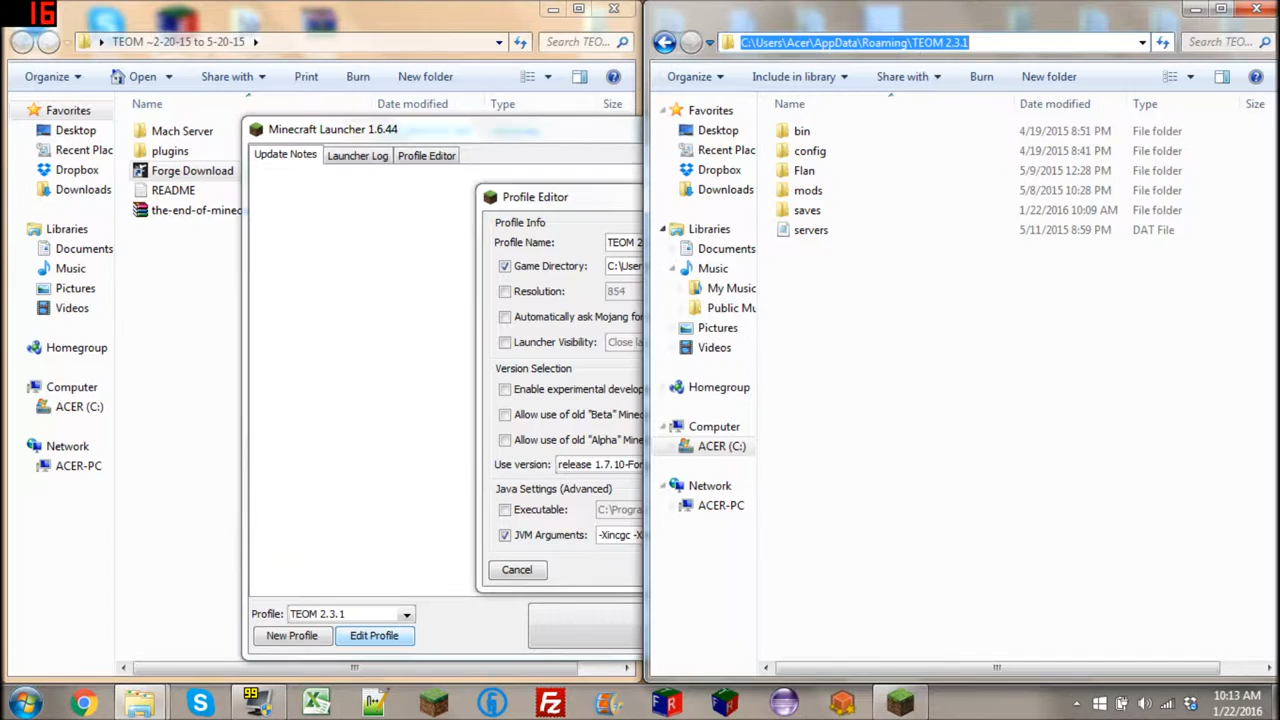 16
TEOM ~2-20-15 to 5-20-15
Search TEO...
Organize
Open
Share with
Print
Burn
New folder
Name
Date modified
Type
Size
Favorites
Desktop
Recent Plac
Dropbox
Downloads
Libraries
Documents
Music
Pictures
Videos
Homegroup
Computer
ACER (C:)
Network
ACER-PC
Mach Server
plugins
Forge Download
README
the-end-of-minec
Minecraft Launcher 1.6.44
Update Notes
Launcher Log
Profile Editor
Profile Editor
Profile Info
Profile Name:
TEOM 2
Game Directory:
C:\User
Resolution:
854
Automatically ask Mojang for
Launcher Visibility:
Close la
Version Selection
Enable experimental develop
Allow use of old "Beta" Mine
Allow use of old "Alpha" Mine
Use version:
release 1.7.10-For
Java Settings (Advanced)
Executable:
C:\Progra
JVM Arguments:
-Xincgc -X
Cancel
Profile:
TEOM 2.3.1
New Profile
Edit Profile
C:\Users\Acer\AppData\Roaming\TEOM 2.3.1
Search TEO...
Organize
Include in library
Share with
Burn
New folder
Name
Date modified
Type
Size
Favorites
Desktop
Recent Plac
Dropbox
Downloads
Libraries
Documents
Music
My Music
Public Mu
Pictures
Videos
Homegroup
Computer
ACER (C:)
Network
ACER-PC
bin
4/19/2015 8:51 PM
File folder
config
4/19/2015 8:41 PM
File folder
Flan
5/9/2015 12:28 PM
File folder
mods
5/8/2015 10:28 PM
File folder
saves
1/22/2016 10:09 AM
File folder
servers
5/11/2015 8:59 PM
DAT File
99
10:13 AM
1/22/2016